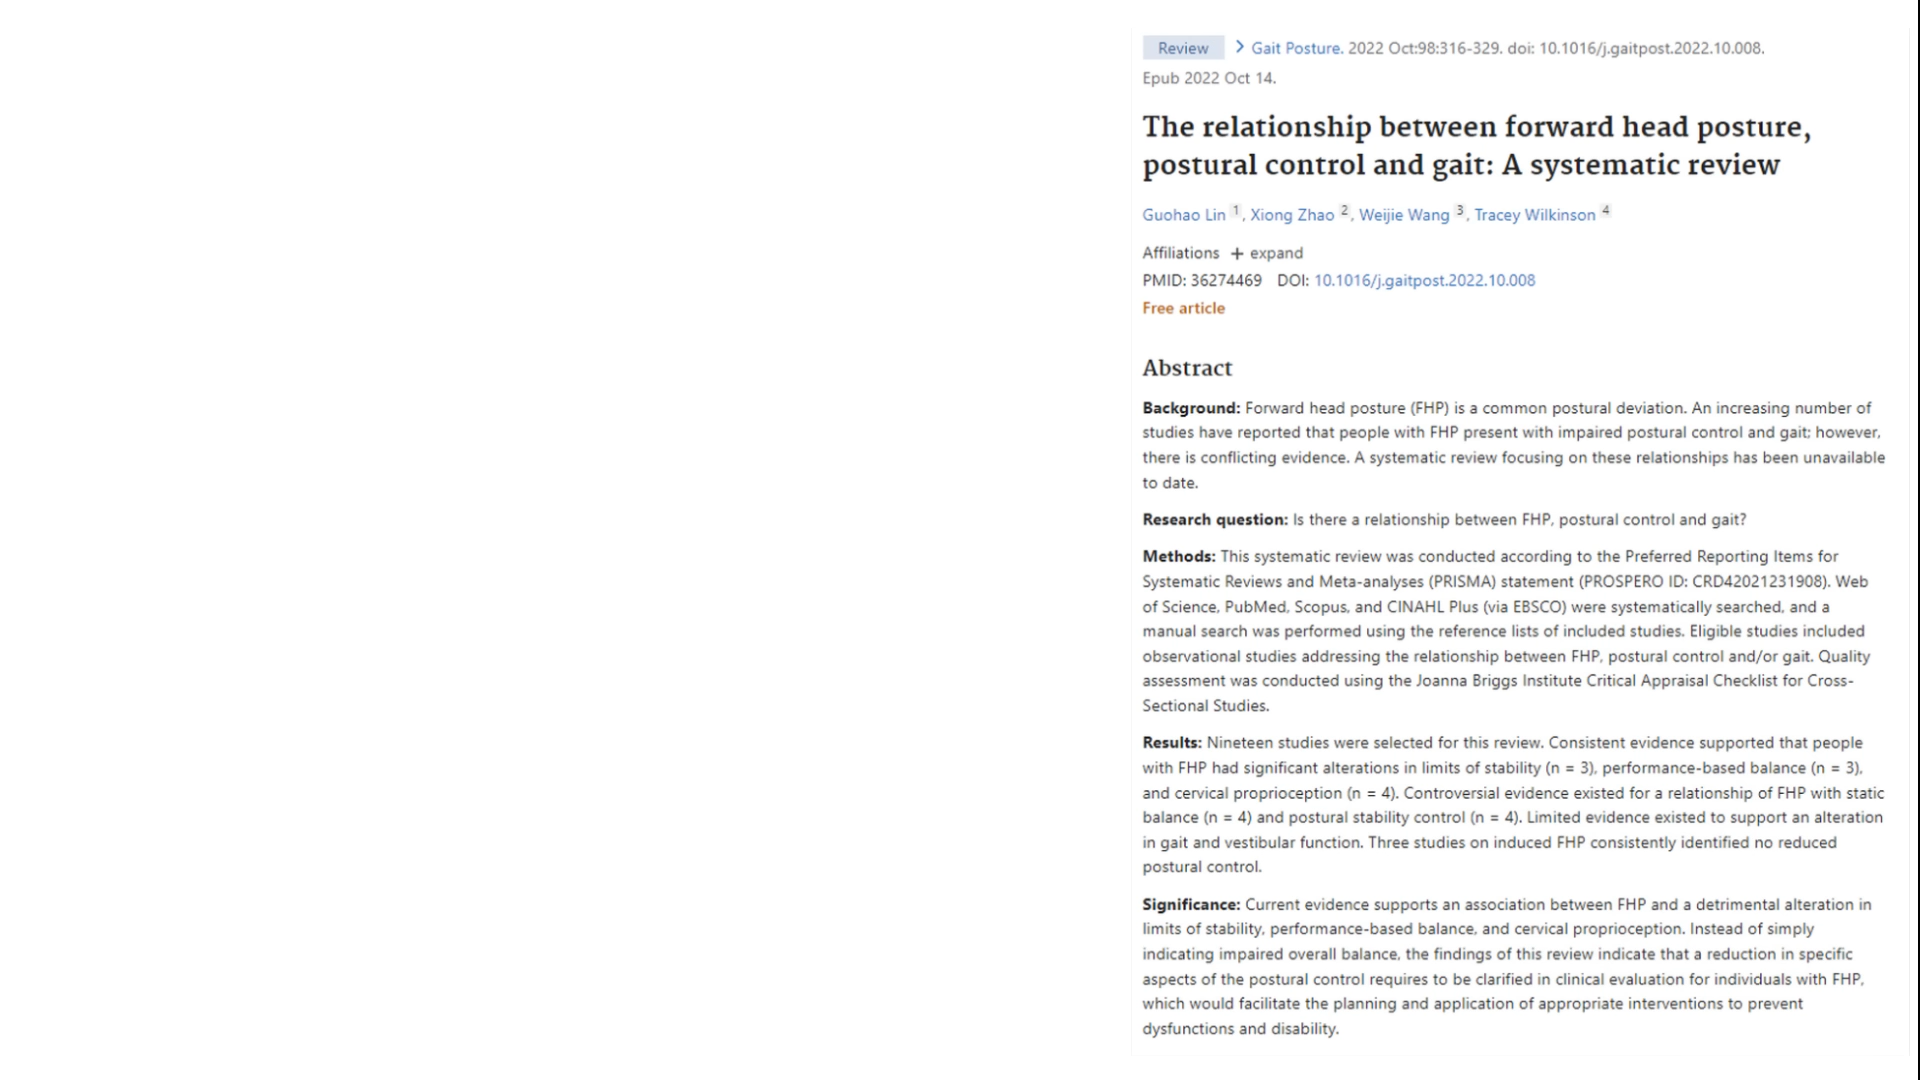 Review > Gait Posture. 2022 Oct:98:316-329. doi: 10.1016/j.gaitpost.2022.10.008.
Epub 2022 Oct 14.
The relationship between forward head posture,
postural control and gait: A systematic review
Guohao Lin 1, Xiong Zhao 2, Weijie Wang 3, Tracey Wilkinson 4
Affiliations + expand
PMID: 36274469 DOI: 10.1016/j.gaitpost.2022.10.008
Free article
Abstract
Background: Forward head posture (FHP) is a common postural deviation. An increasing number of
studies have reported that people with FHP present with impaired postural control and gait; however,
there is conflicting evidence. A systematic review focusing on these relationships has been unavailable
to date.
Research question: Is there a relationship between FHP, postural control and gait?
Methods: This systematic review was conducted according to the Preferred Reporting Items for
Systematic Reviews and Meta-analyses (PRISMA) statement (PROSPERO ID: CRD42021231908). Web
of Science, PubMed, Scopus, and CINAHL Plus (via EBSCO) were systematically searched, and a
manual search was performed using the reference lists of included studies. Eligible studies included
observational studies addressing the relationship between FHP, postural control and/or gait. Quality
assessment was conducted using the Joanna Briggs Institute Critical Appraisal Checklist for Cross-
Sectional Studies.
Results: Nineteen studies were selected for this review. Consistent evidence supported that people
with FHP had significant alterations in limits of stability (n = 3), performance-based balance (n = 3),
and cervical proprioception (n = 4). Controversial evidence existed for a relationship of FHP with static
balance (n = 4) and postural stability control (n = 4). Limited evidence existed to support an alteration
in gait and vestibular function. Three studies on induced FHP consistently identified no reduced
postural control.
Significance: Current evidence supports an association between FHP and a detrimental alteration in
limits of stability, performance-based balance, and cervical proprioception. Instead of simply
indicating impaired overall balance, the findings of this review indicate that a reduction in specific
aspects of the postural control requires to be clarified in clinical evaluation for individuals with FHP,
which would facilitate the planning and application of appropriate interventions to prevent
dysfunctions and disability.